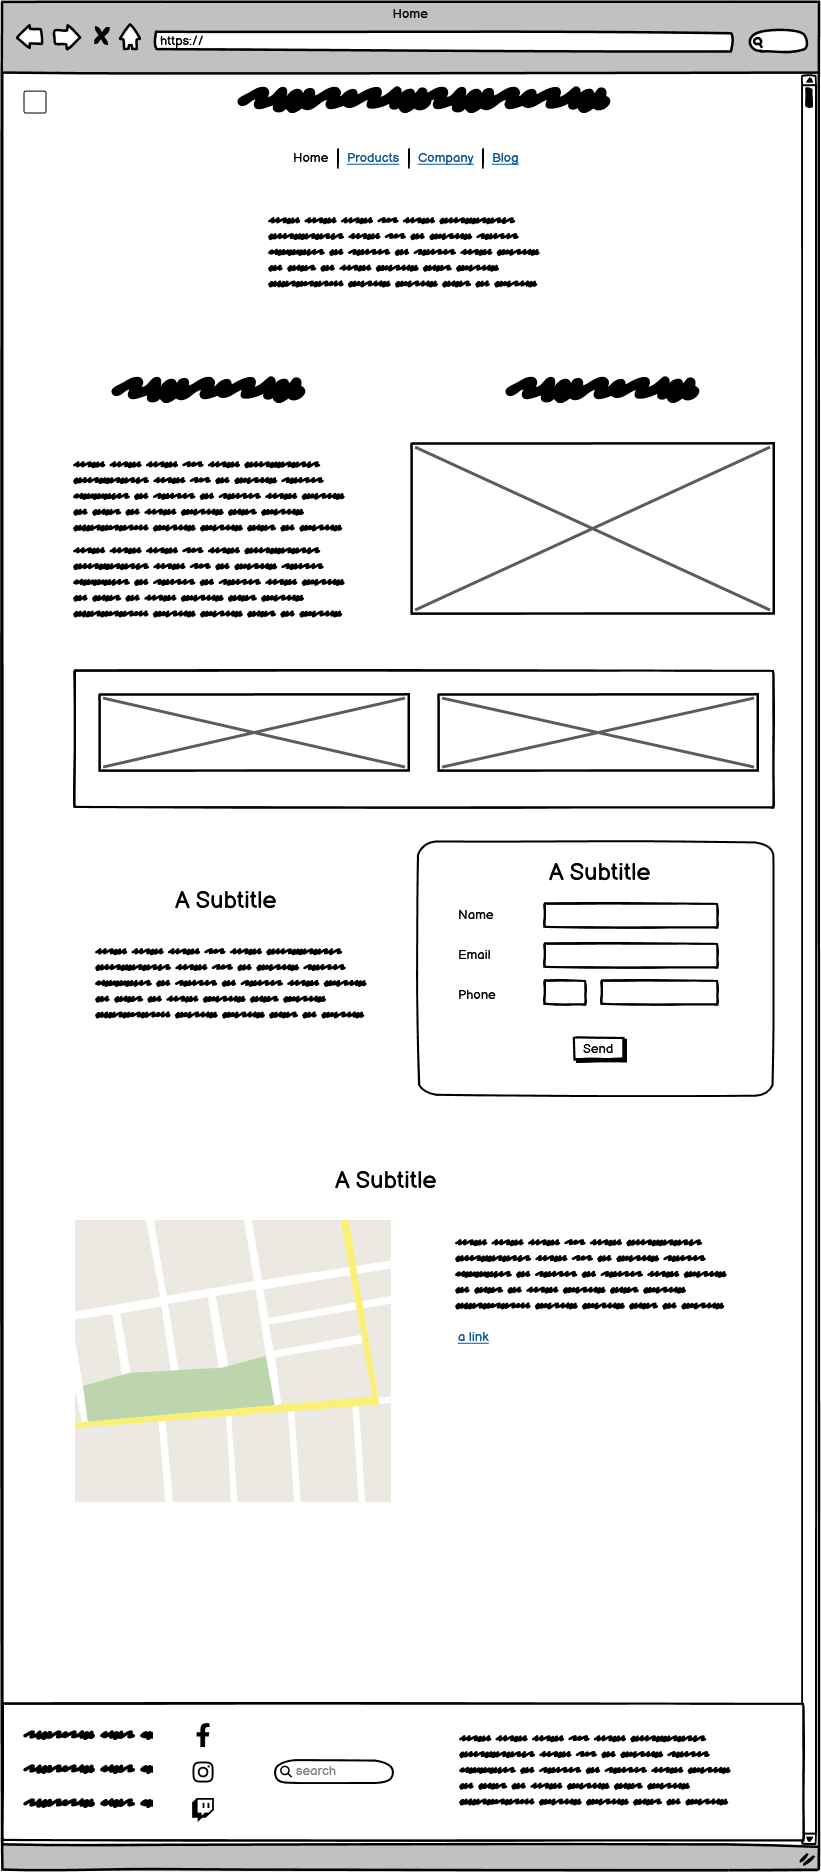 Home
https://
Home Products Company Blog
A Subtitle
A Subtitle
Name
Email
Phone
Send
A Subtitle
a link
search